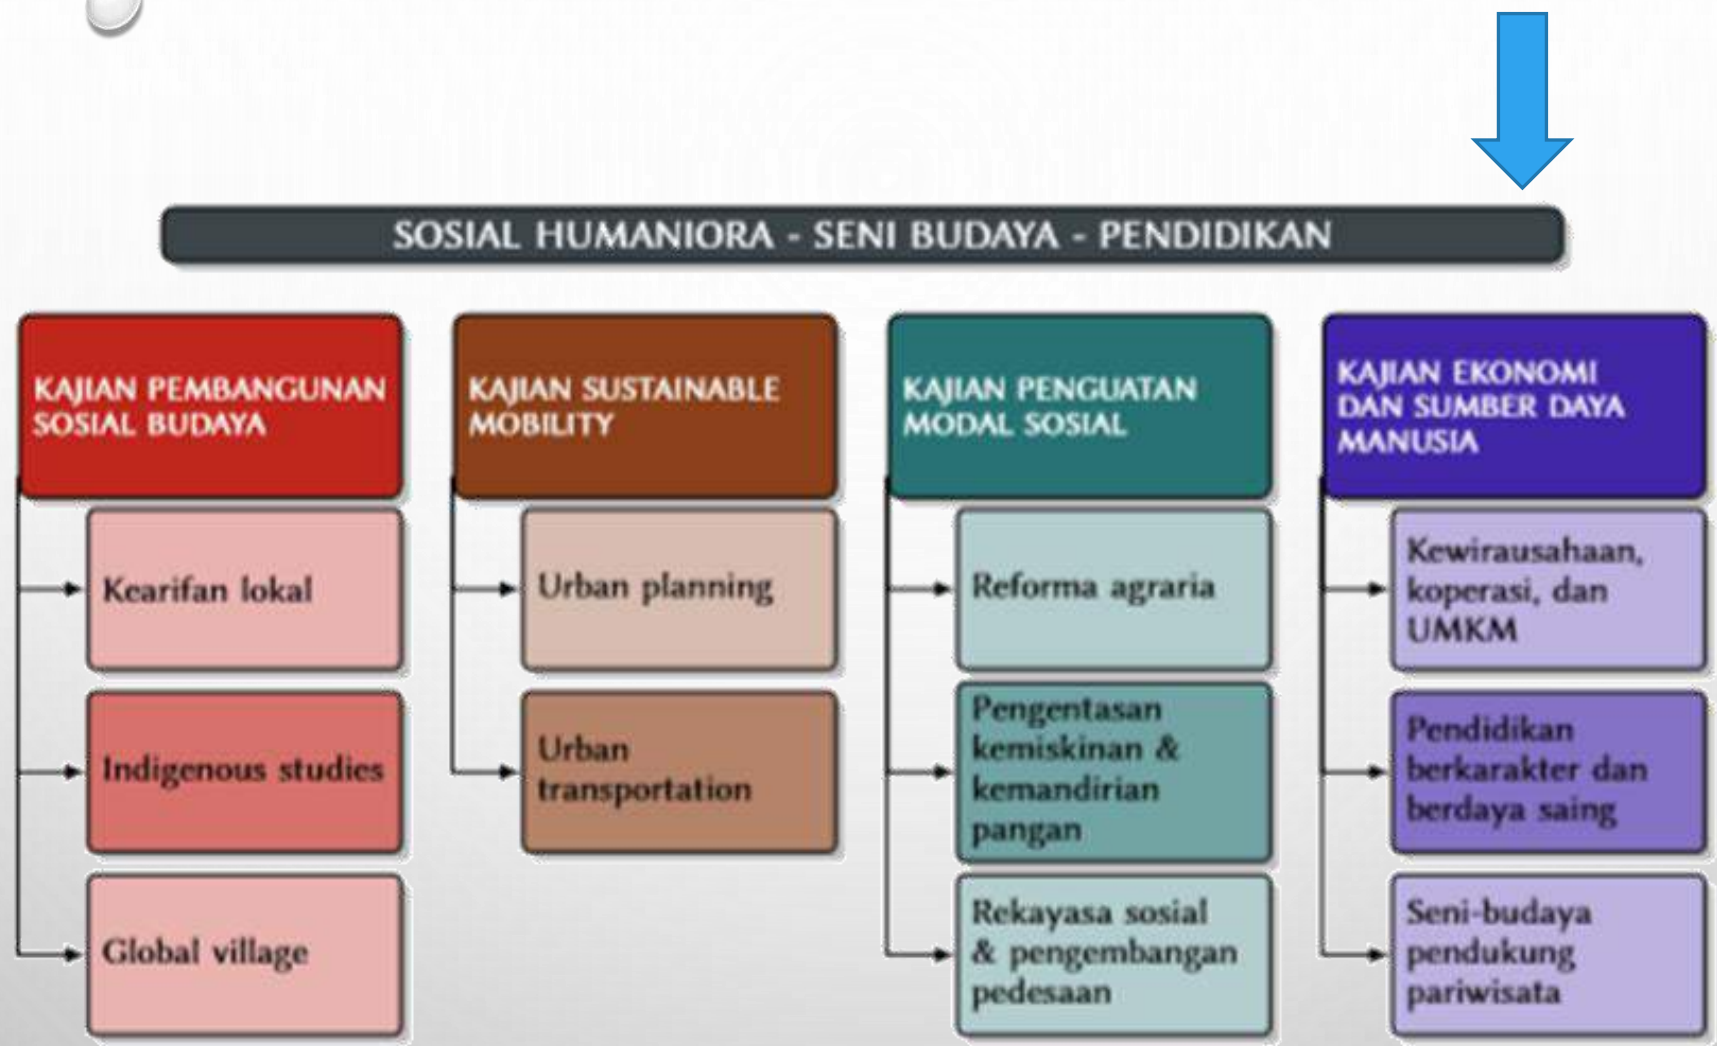 SOSIAL HUMANIORA - SENI BUDAYA - PENDIDIKAN
KAJIAN PEMBANGUNAN
SOSIAL BUDAYA
Kearifan lokal
Indigenous studies
Global village
KAJIAN SUSTAINABLE
MOBILITY
Urban planning
Urban
transportation
KAJIAN PENGUATAN
MODAL SOSIAL
Reforma agraria
Pengentasan
kemiskinan &
kemandirian
pangan
Rekayasa sosial
& pengembangan
pedesaan
KAJIAN EKONOMI
DAN SUMBER DAYA
MANUSIA
Kewirausahaan,
koperasi, dan
UMKM
Pendidikan
berkarakter dan
berdaya saing
Seni-budaya
pendukung
pariwisata